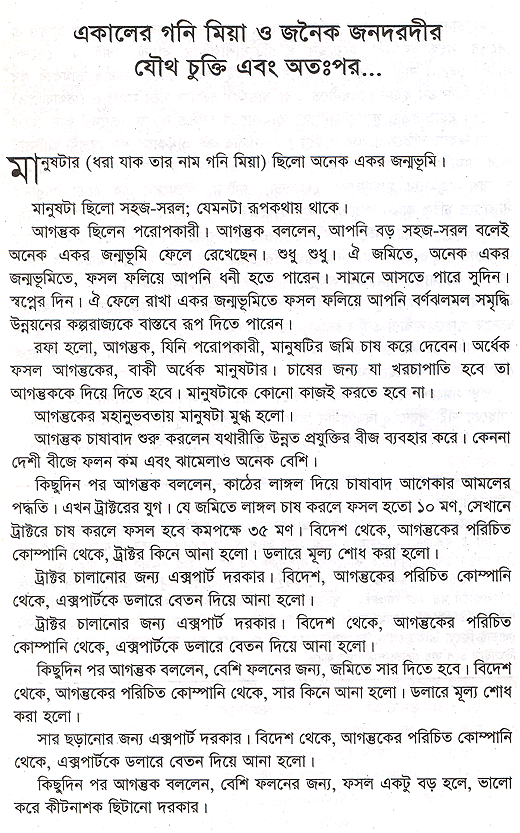 একালের গনি মিয়া ও জনৈক জনদরদীর
যৌথ চুক্তি এবং অতঃপর...
মানুষটার (ধরা যাক তার নাম গনি মিয়া) ছিলো অনেক একর জন্মভূমি।
মানুষটা ছিলো সহজ-সরল; যেমনটা রূপকথায় থাকে।
আগন্তুক ছিলেন পরোপকারী। আগন্তুক বললেন, আপনি বড় সহজ-সরল বলেই
অনেক একর জন্মভূমি ফেলে রেখেছেন। শুধু শুধু। ঐ জমিতে, অনেক একর
জন্মভূমিতে, ফসল ফলিয়ে আপনি ধনী হতে পারেন। সামনে আসতে পারে সুদিন।
স্বপ্নের দিন। ঐ ফেলে রাখা একর জন্মভূমিতে ফসল ফলিয়ে আপনি বর্ণঝলমল সমৃদ্ধি
উন্নয়নের কল্পরাজ্যকে বাস্তবে রূপ দিতে পারেন।
রফা হলো, আগন্তুক, যিনি পরোপকারী, মানুষটির জমি চাষ করে দেবেন। অর্ধেক
ফসল আগন্তুকের, বাকী অর্ধেক মানুষটার। চাষের জন্য যা খরচাপাতি হবে তা
আগন্তুককে দিয়ে দিতে হবে। মানুষটাকে কোনো কাজই করতে হবে না।
আগন্তুকের মহানুভবতায় মানুষটা মুগ্ধ হলো।
আগন্তুক চাষাবাদ শুরু করলেন যথারীতি উন্নত প্রযুক্তির বীজ ব্যবহার করে। কেননা
দেশী বীজে ফলন কম এবং ঝামেলাও অনেক বেশি।
কিছুদিন পর আগন্তুক বললেন, কাঠের লাঙ্গল দিয়ে চাষাবাদ আগেকার আমলের
পদ্ধতি। এখন ট্রাক্টরের যুগ। যে জমিতে লাঙ্গল চাষ করলে ফসল হতো ১০ মণ, সেখানে
ট্রাক্টরে চাষ করলে ফসল হবে কমপক্ষে ৩৫ মণ। বিদেশ থেকে, আগন্তুকের পরিচিত
কোম্পানি থেকে, ট্রাক্টর কিনে আনা হলো। ডলারে মূল্য শোধ করা হলো।
ট্রাক্টর চালানোর জন্য এক্সপার্ট দরকার। বিদেশ, আগন্তুকের পরিচিত কোম্পানি
থেকে, এক্সপার্টকে ডলারে বেতন দিয়ে আনা হলো।
ট্রাক্টর চালানোর জন্য এক্সপার্ট দরকার। বিদেশ থেকে, আগন্তুকের পরিচিত
কোম্পানি থেকে, এক্সপার্টকে ডলারে বেতন দিয়ে আনা হলো।
কিছুদিন পর আগন্তুক বললেন, বেশি ফলনের জন্য, জমিতে সার দিতে হবে। বিদেশ
থেকে, আগন্তুকের পরিচিত কোম্পানি থেকে, সার কিনে আনা হলো। ডলারে মূল্য শোধ
করা হলো।
সার ছড়ানোর জন্য এক্সপার্ট দরকার। বিদেশ থেকে, আগন্তুকের পরিচিত কোম্পানি
থেকে, এক্সপার্টকে ডলারে বেতন দিয়ে আনা হলো।
কিছুদিন পর আগন্তুক বললেন, বেশি ফলনের জন্য, ফসল একটু বড় হলে, ভালো
করে কীটনাশক ছিটানো দরকার।